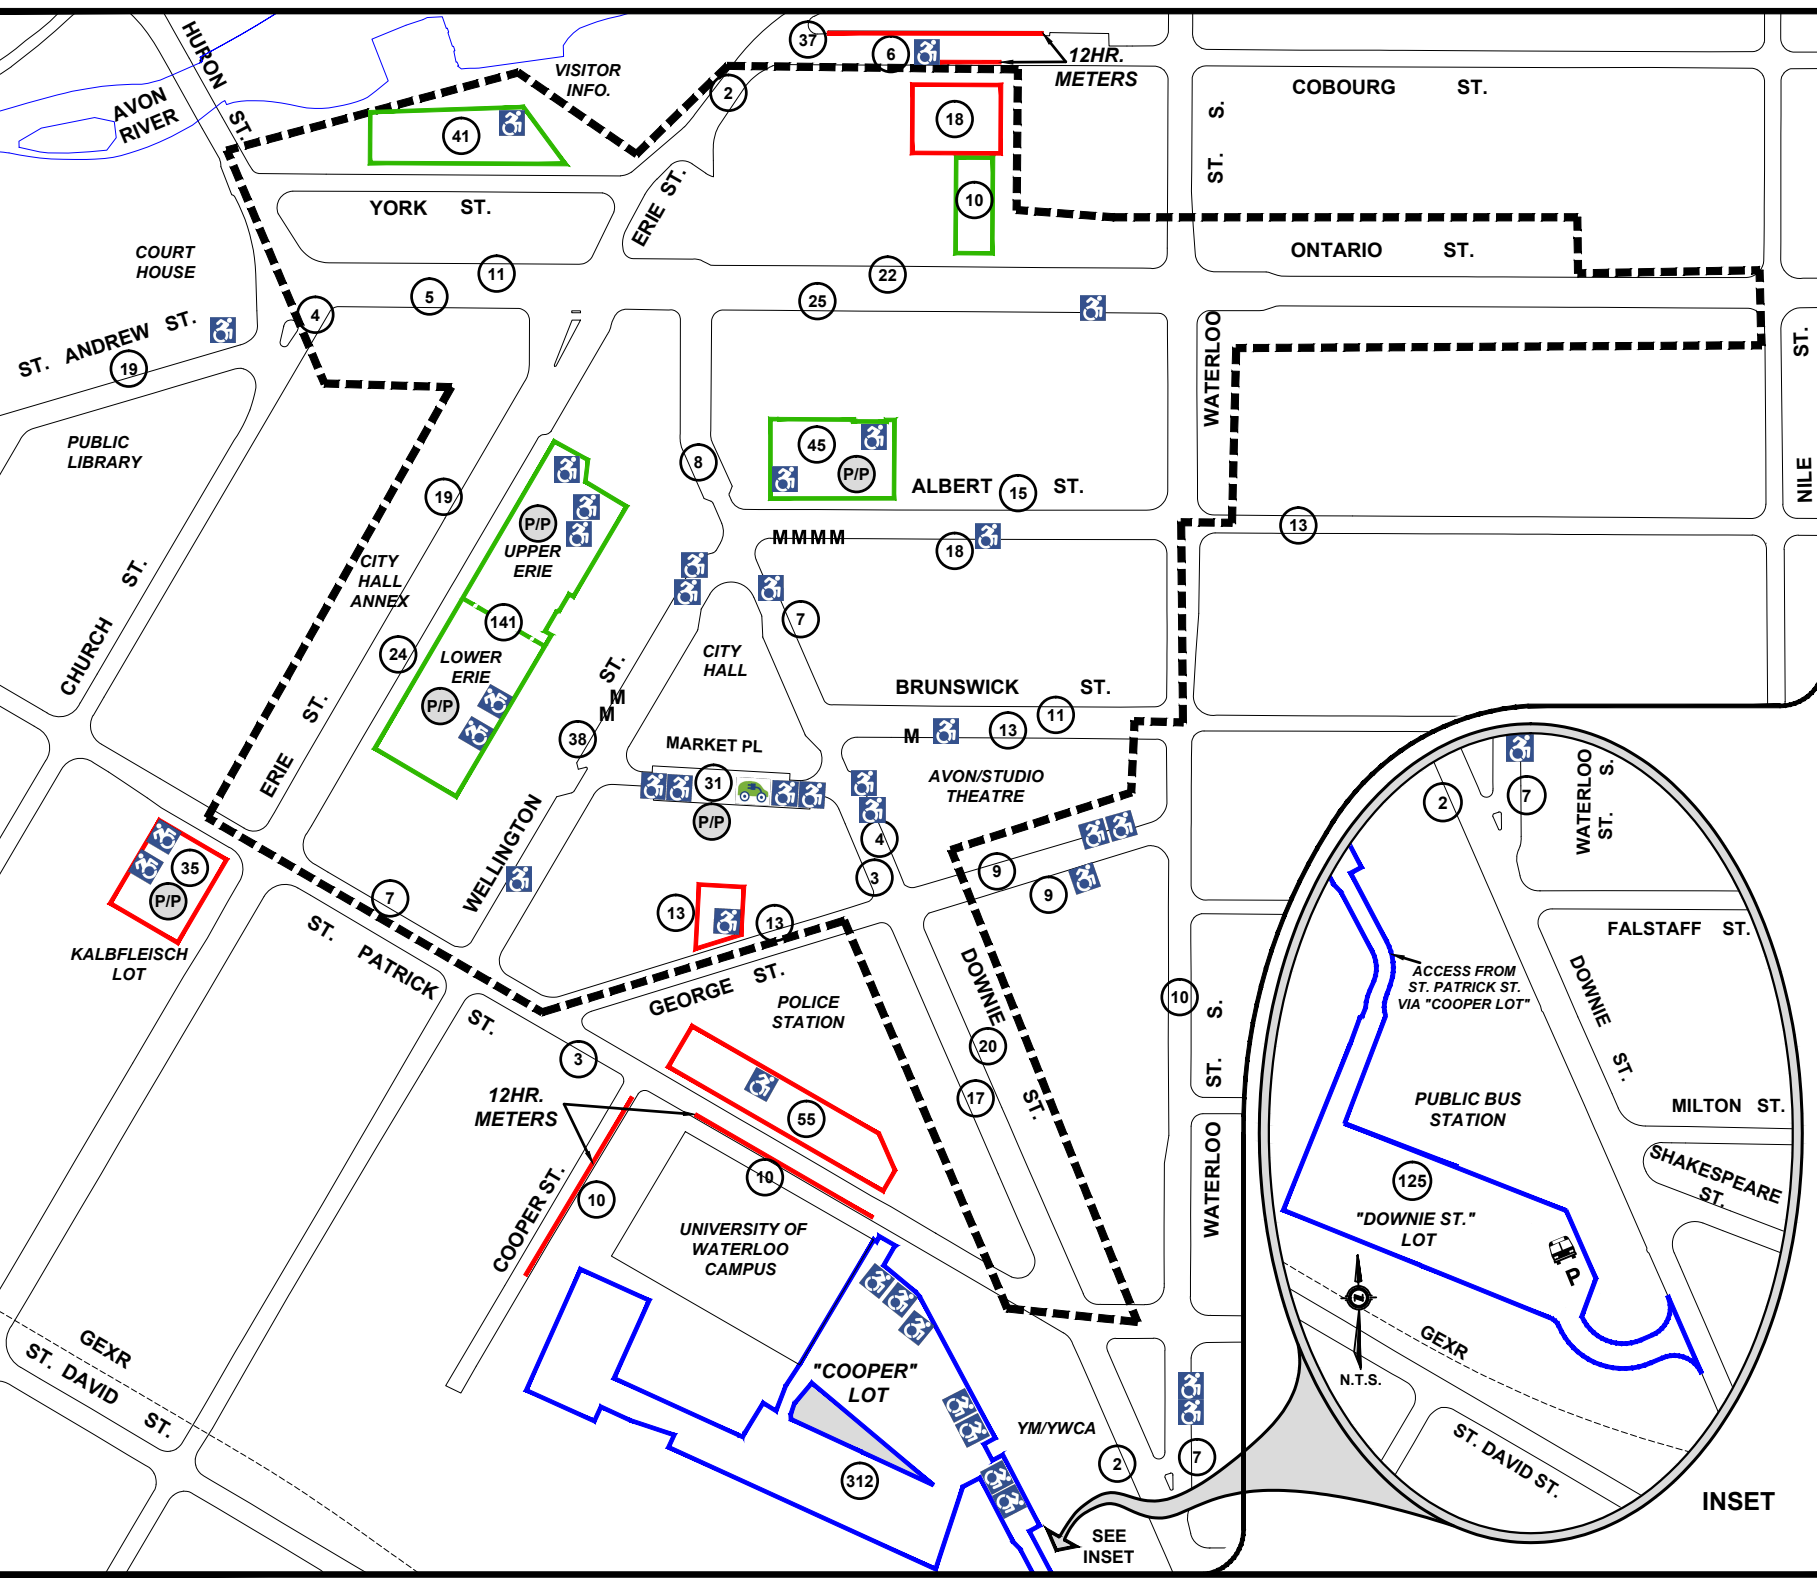 HURON ST.
AVON
RIVER
VISITOR
INFO.
37
6
12HR.
METERS
2
41
18
10
COBOURG ST.
YORK ST.
ERIE ST.
WATERLOO ST. S.
COURT
HOUSE
11
5
4
22
25
ONTARIO ST.
ST. ANDREW ST.
19
PUBLIC
LIBRARY
NILE ST.
8
45
P/P
ALBERT 15 ST.
MMMM
18
13
19
P/P
UPPER
ERIE
CITY
HALL
ANNEX
141
24
LOWER
ERIE
P/P
CHURCH ST.
ERIE ST.
7
CITY
HALL
BRUNSWICK ST.
11
13
M
M
M
38
WELLINGTON ST.
MARKET PL
31
P/P
AVON/STUDIO
THEATRE
4
3
9
9
35
P/P
KALBFLEISCH
LOT
7
ST. PATRICK ST.
13
13
GEORGE ST.
POLICE
STATION
DOWNIE ST.
20
17
10
WATERLOO ST. S.
3
12HR.
METERS
55
10
10
COOPER ST.
UNIVERSITY OF
WATERLOO
CAMPUS
"COOPER"
LOT
312
GEXR
ST. DAVID ST.
YM/YWCA
2
7
SEE
INSET
2
7
WATERLOO
ST. S.
FALSTAFF ST.
ACCESS FROM
ST. PATRICK ST.
VIA "COOPER LOT"
DOWNIE ST.
PUBLIC BUS
STATION
MILTON ST.
SHAKESPEARE
ST.
125
"DOWNIE ST."
LOT
P
N.T.S.
GEXR
ST. DAVID ST.
INSET